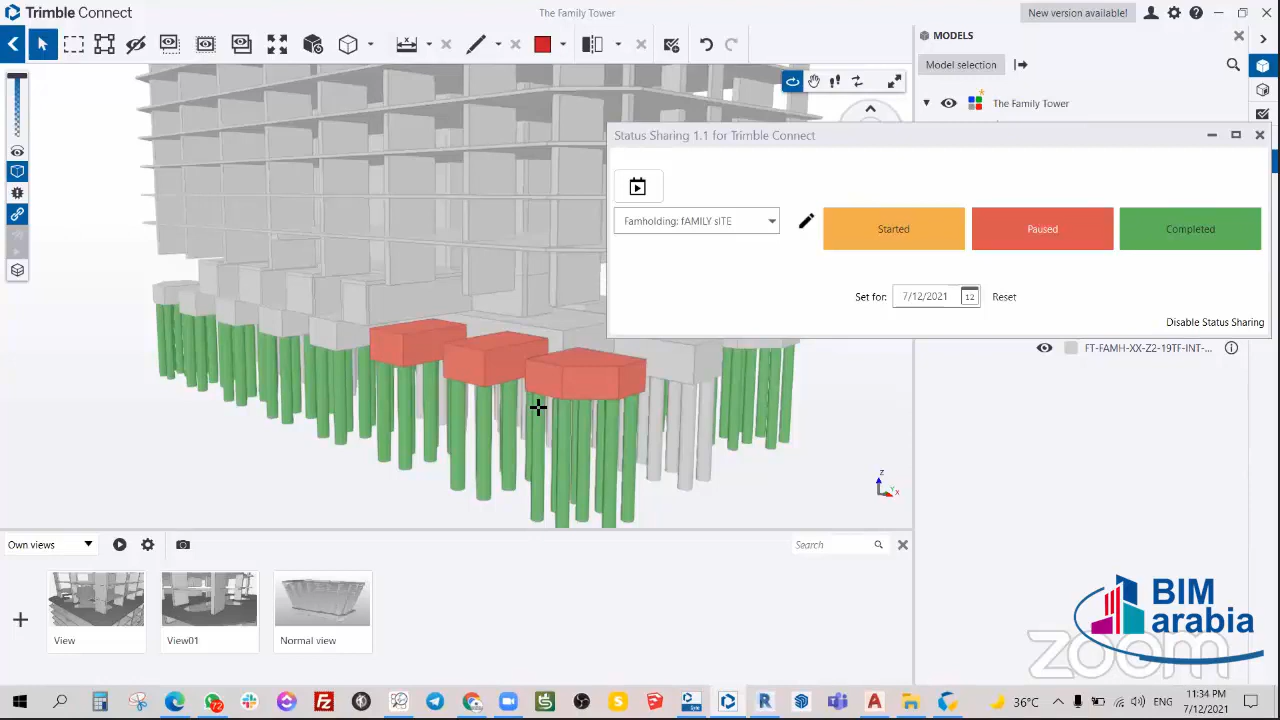 Trimble Connect
The Family Tower
New version available!
MODELS
Model selection
The Family Tower
Status Sharing 1.1 for Trimble Connect
Famholding: fAMILY sITE
Started
Paused
Completed
Set for:
7/12/2021
12
Reset
Disable Status Sharing
FT-FAMH-XX-Z2-19TF-INT-...
Z
Y
X
Own views
Search
View
View01
Normal view
BIM
arabia
zoom
72
36°C
ENG
11:34 PM
7/12/2021